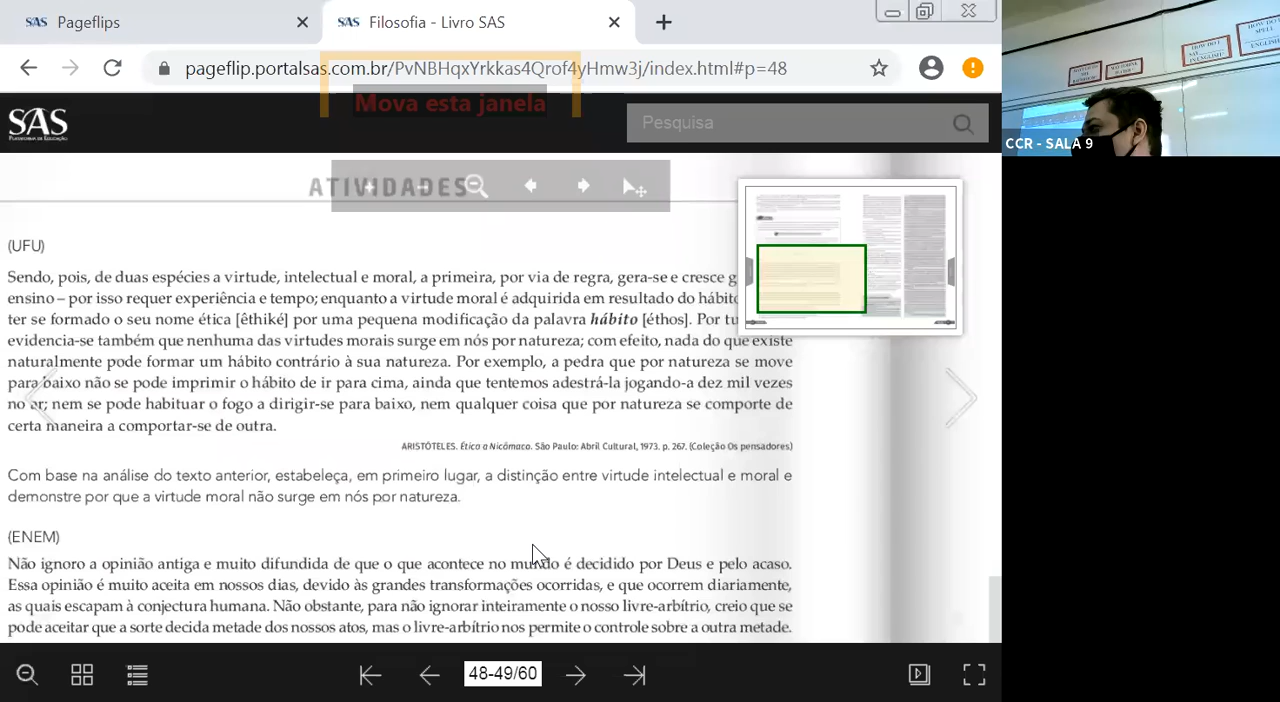 SAS Pageflips
SAS Filosofia - Livro SAS
pageflip.portalsas.com.br/PvNBHqxYrkkas4Qrof4yHmw3j/index.html#p=48
Mova esta janela
SAS
PLATAFORMA DE EDUCAÇÃO
Pesquisa
ATIVIDADES
(UFU)
Sendo, pois, de duas espécies a virtude, intelectual e moral, a primeira, por via de regra, gera-se e cresce
ensino – por isso requer experiência e tempo; enquanto a virtude moral é adquirida em resultado do hábito
ter se formado o seu nome ética [êthiké] por uma pequena modificação da palavra hábito [éthos]. Por
evidencia-se também que nenhuma das virtudes morais surge em nós por natureza; com efeito, nada do que existe
naturalmente pode formar um hábito contrário à sua natureza. Por exemplo, a pedra que por natureza se move
para baixo não se pode imprimir o hábito de ir para cima, ainda que tentemos adestrá-la jogando-a dez mil vezes
no ar; nem se pode habituar o fogo a dirigir-se para baixo, nem qualquer coisa que por natureza se comporte de
certa maneira a comportar-se de outra.
ARISTÓTELES. Ética a Nicômaco. São Paulo: Abril Cultural, 1973. p. 267. (Coleção Os pensadores)
Com base na análise do texto anterior, estabeleça, em primeiro lugar, a distinção entre virtude intelectual e moral e
demonstre por que a virtude moral não surge em nós por natureza.
(ENEM)
Não ignoro a opinião antiga e muito difundida de que o que acontece no mundo é decidido por Deus e pelo acaso.
Essa opinião é muito aceita em nossos dias, devido às grandes transformações ocorridas, e que ocorrem diariamente,
as quais escapam à conjectura humana. Não obstante, para não ignorar inteiramente o nosso livre-arbítrio, creio que se
pode aceitar que a sorte decida metade dos nossos atos, mas o livre-arbítrio nos permite o controle sobre a outra metade.
48-49/60
HOW DO I
SAY
IN ENGLISH?
HOW DO I
SPELL
ENGLISH
CCR - SALA 9